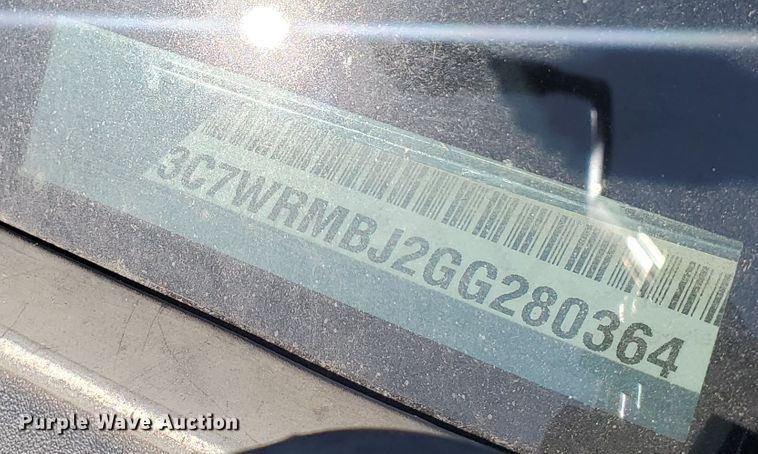 3C7WRMBJ2GG280364
Purple Wave Auction